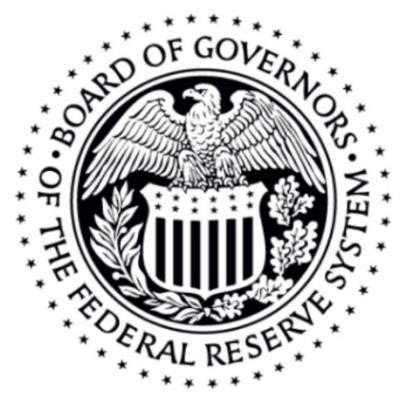 BOARD OF GOVERNORS
OF THE FEDERAL RESERVE SYSTEM